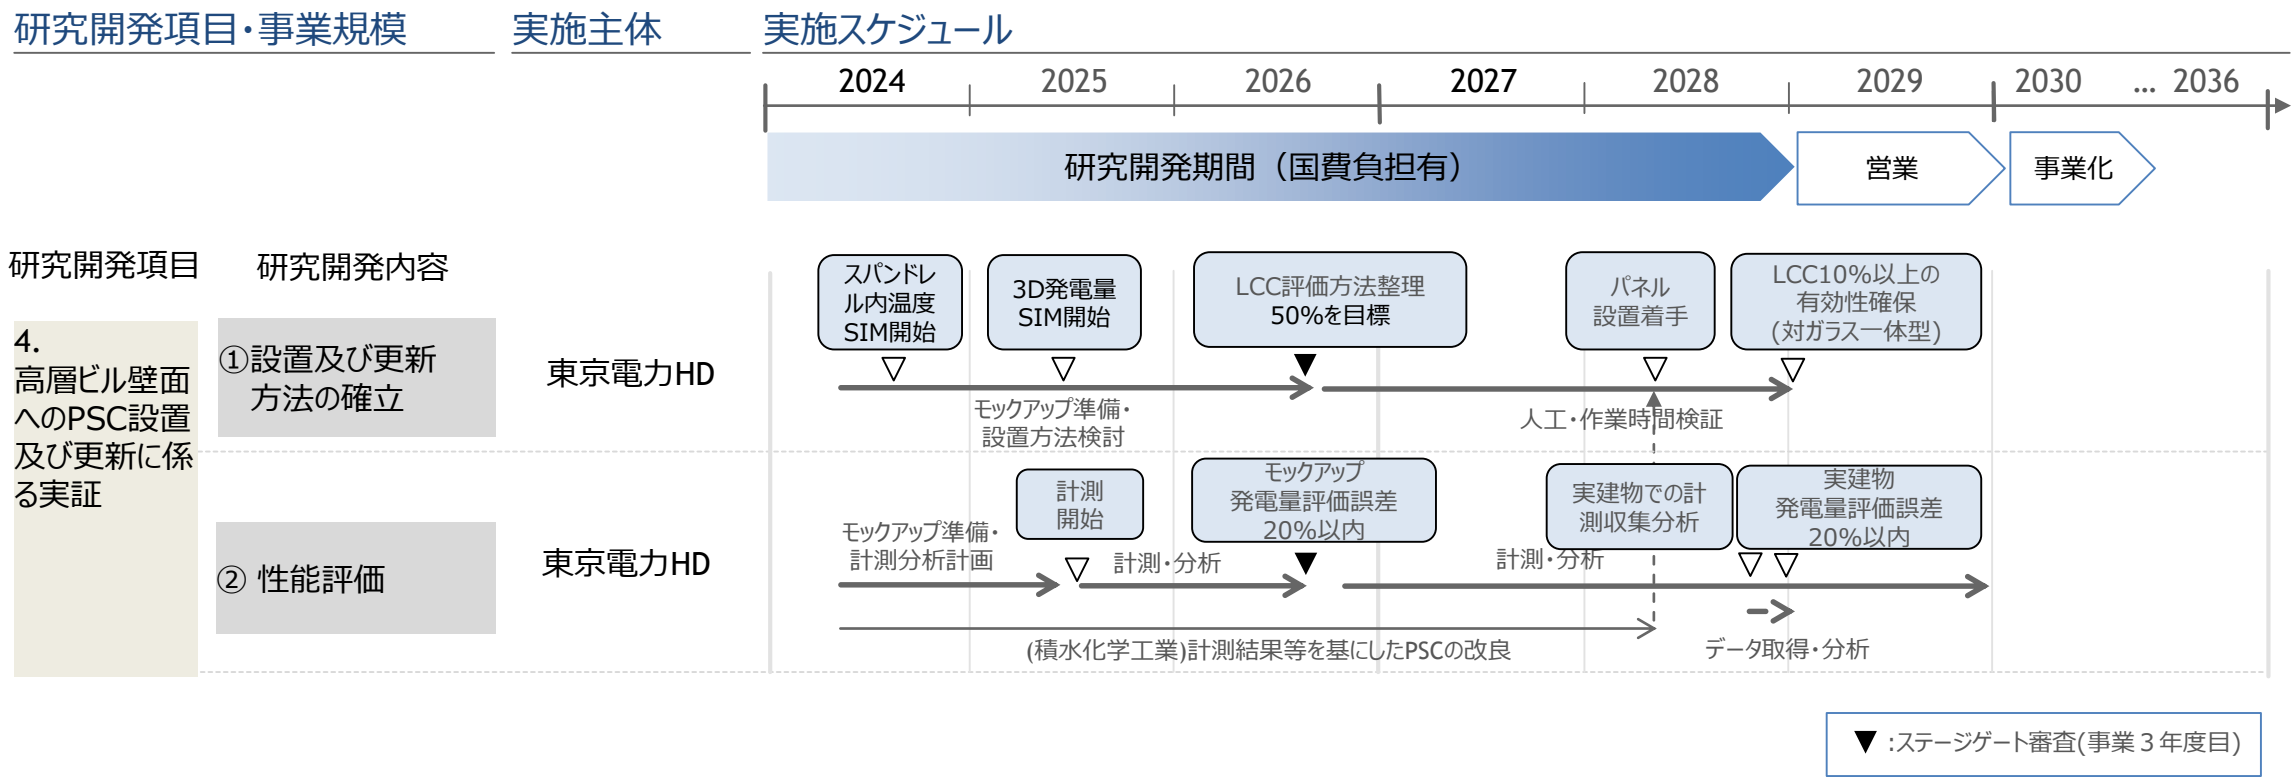 研究開発項目・事業規模
実施主体
実施スケジュール
2024
2025
2026
2027
2028
2029
2030
...
2036
研究開発期間（国費負担有）
営業
事業化
研究開発項目
研究開発内容
4.
高層ビル壁面
へのPSC設置
及び更新に係
る実証
①設置及び更新
方法の確立
東京電力HD
スパンドレ
ル内温度
SIM開始
3D発電量
SIM開始
LCC評価方法整理
50%を目標
パネル
設置着手
LCC10%以上の
有効性確保
(対ガラス一体型)
モックアップ準備・
設置方法検討
人工・作業時間検証
② 性能評価
東京電力HD
モックアップ準備・
計測分析計画
計測
開始
計測・分析
モックアップ
発電量評価誤差
20%以内
計測・分析
実建物での計
測収集分析
実建物
発電量評価誤差
20%以内
(積水化学工業)計測結果等を基にしたPSCの改良
データ取得・分析
▼ :ステージゲート審査(事業３年度目)